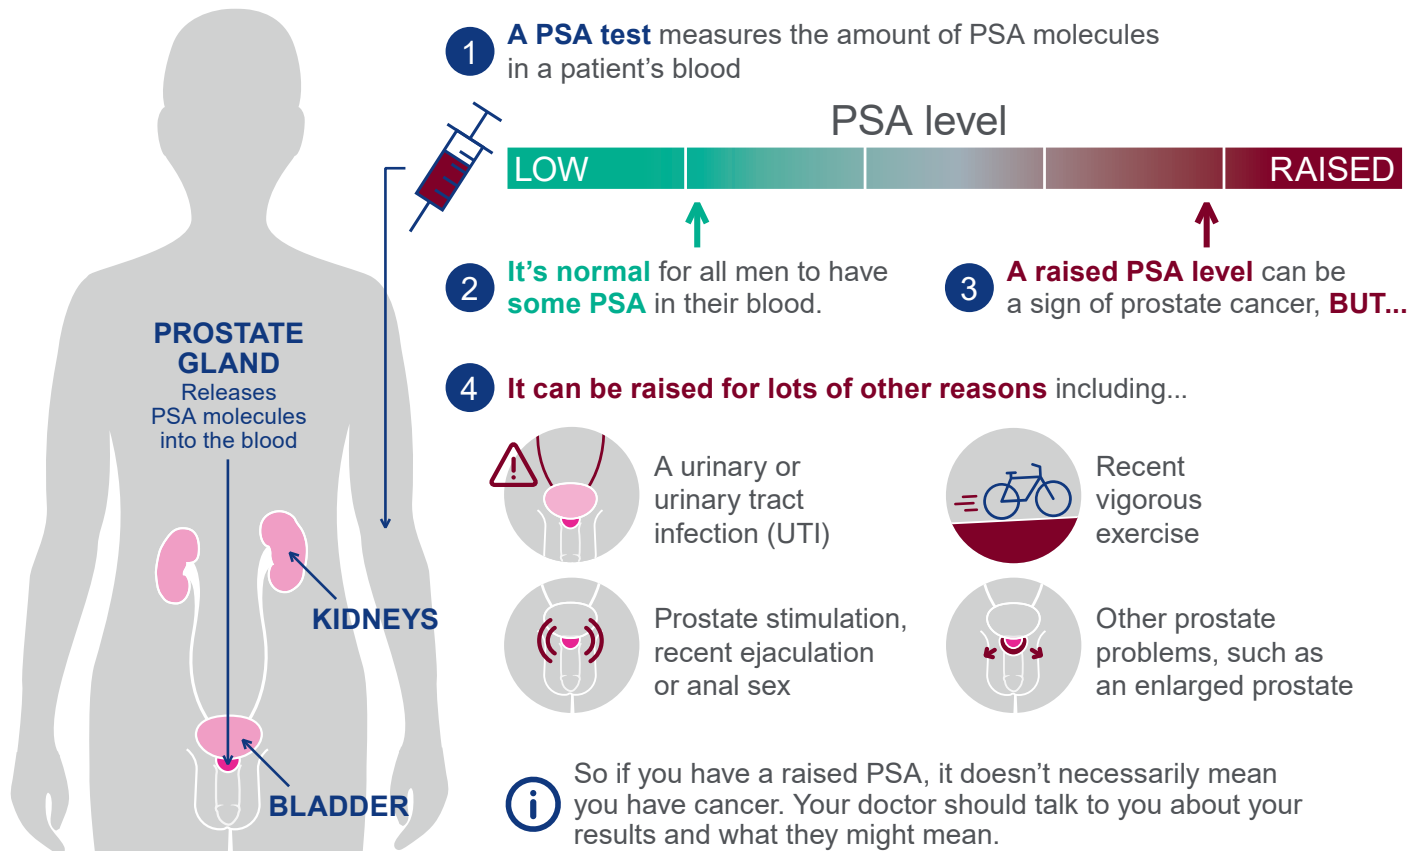 1
A PSA test measures the amount of PSA molecules
in a patient’s blood
PSA level
LOW
RAISED
2
It’s normal for all men to have
some PSA in their blood.
3
A raised PSA level can be
a sign of prostate cancer, BUT...
PROSTATE
GLAND
Releases
PSA molecules
into the blood
KIDNEYS
BLADDER
4
It can be raised for lots of other reasons including...
A urinary or
urinary tract
infection (UTI)
Recent
vigorous
exercise
Prostate stimulation,
recent ejaculation
or anal sex
Other prostate
problems, such as
an enlarged prostate
So if you have a raised PSA, it doesn’t necessarily mean
you have cancer. Your doctor should talk to you about your
results and what they might mean.